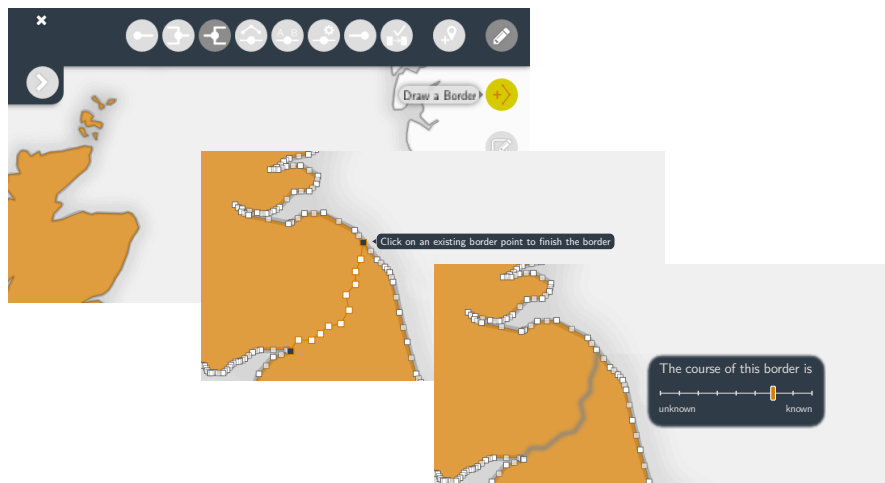 A B
Draw a Border
Click on an existing border point to finish the border
The course of this border is
unknown known